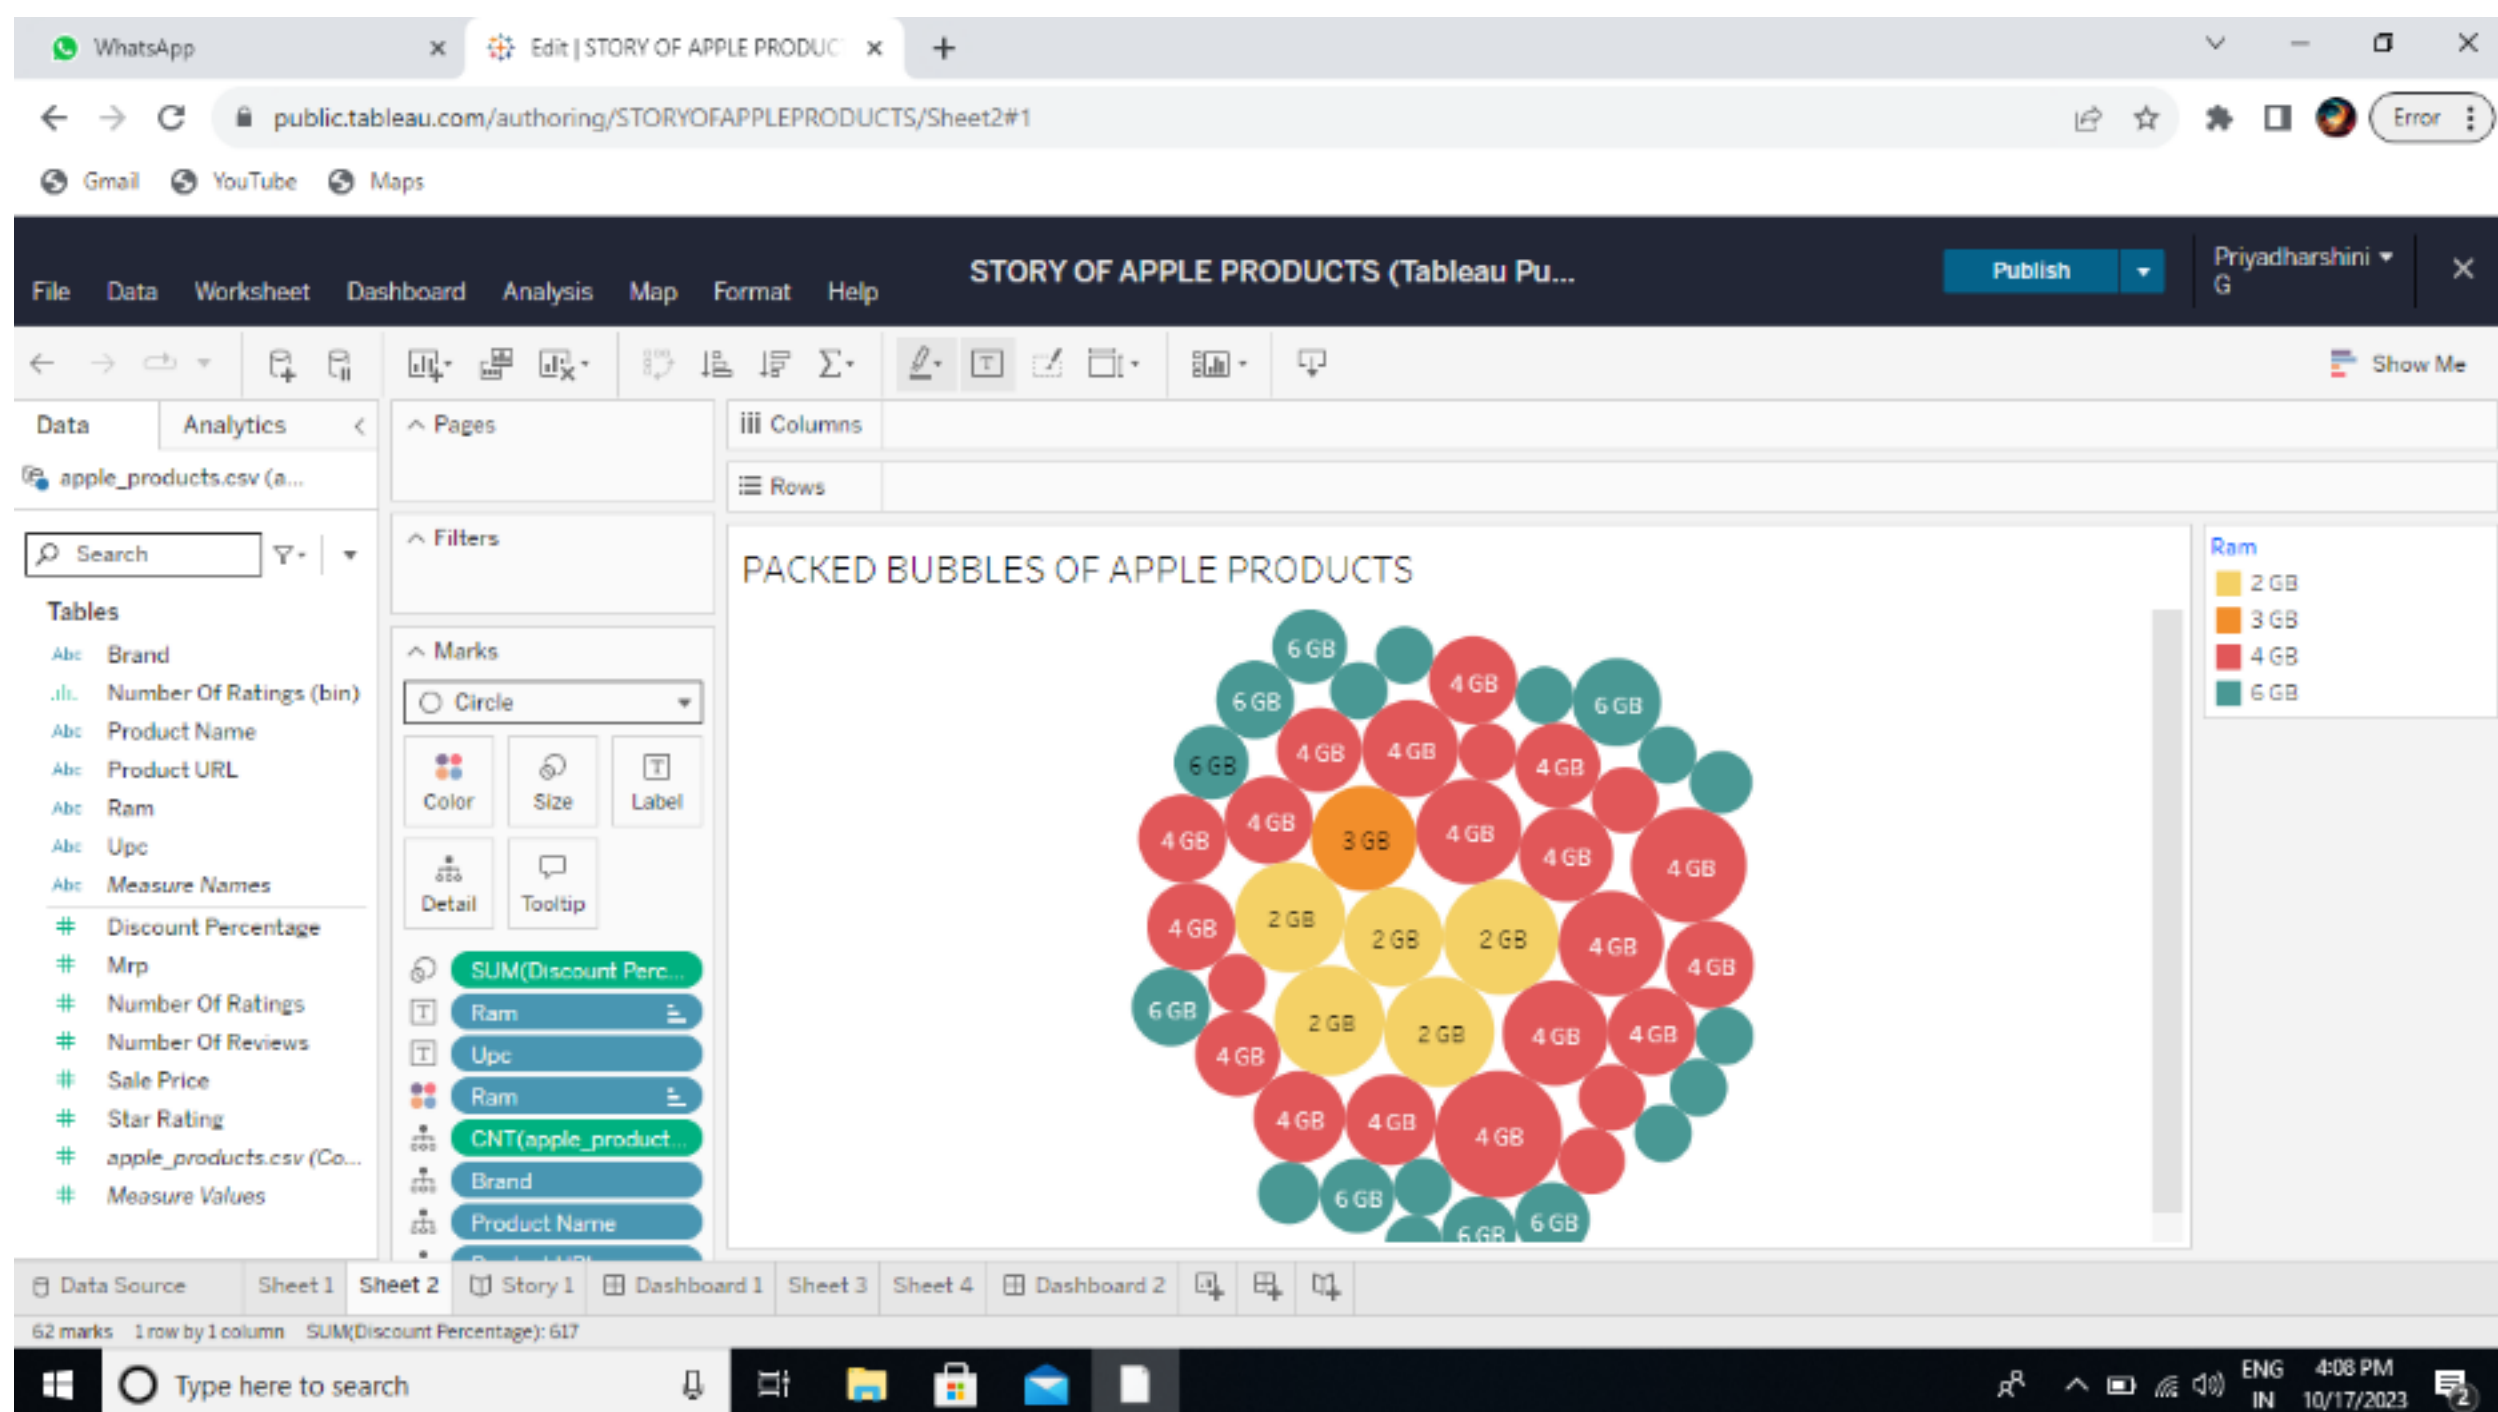 WhatsApp
Edit | STORY OF APPLE PRODUC
public.tableau.com/authoring/STORYOFAPPLEPRODUCTS/Sheet2#1
Error
Gmail
YouTube
Maps
File Data Worksheet Dashboard Analysis Map Format Help
STORY OF APPLE PRODUCTS (Tableau Pu...
Publish
Priyadharshini
G
Show Me
Data
Analytics
apple_products.csv (a...
Search
Tables
Abc Brand
Number Of Ratings (bin)
Abc Product Name
Abc Product URL
Abc Ram
Abc Upc
Abc Measure Names
# Discount Percentage
# Mrp
# Number Of Ratings
# Number Of Reviews
# Sale Price
# Star Rating
# apple_products.csv (Co...
# Measure Values
Pages
Filters
Marks
Circle
Color Size Label
Detail Tooltip
SUM(Discount Perc...
T Ram
T Upc
Ram
CNT(apple_product...
Brand
Product Name
Columns
Rows
PACKED BUBBLES OF APPLE PRODUCTS
6 GB
4 GB
6 GB
6 GB
4 GB
4 GB
6 GB
4 GB
4 GB
4 GB
3 GB
4 GB
4 GB
4 GB
4 GB
2 GB
2 GB
2 GB
4 GB
4 GB
6 GB
2 GB
2 GB
4 GB
4 GB
4 GB
4 GB
4 GB
4 GB
6 GB
6 GB
6 GB
Ram
2 GB
3 GB
4 GB
6 GB
Data Source
Sheet 1
Sheet 2
Story 1
Dashboard 1
Sheet 3
Sheet 4
Dashboard 2
62 marks 1 row by 1 column SUM(Discount Percentage): 617
Type here to search
ENG
IN
4:08 PM
10/17/2023
2